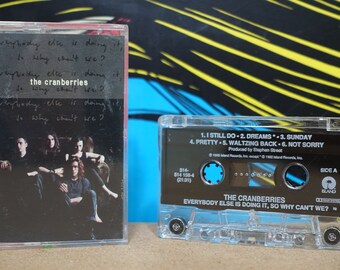 everybody else is doing it,
so why can't we?
the cranberries
1. I STILL DO • 2. DREAMS * • 3. SUNDAY
4. PRETTY • 5. WALTZING BACK • 6. NOT SORRY
Produced by Stephen Street
SIDE A
THE CRANBERRIES
EVERYBODY ELSE IS DOING IT, SO WHY CAN'T WE?
ISLAND